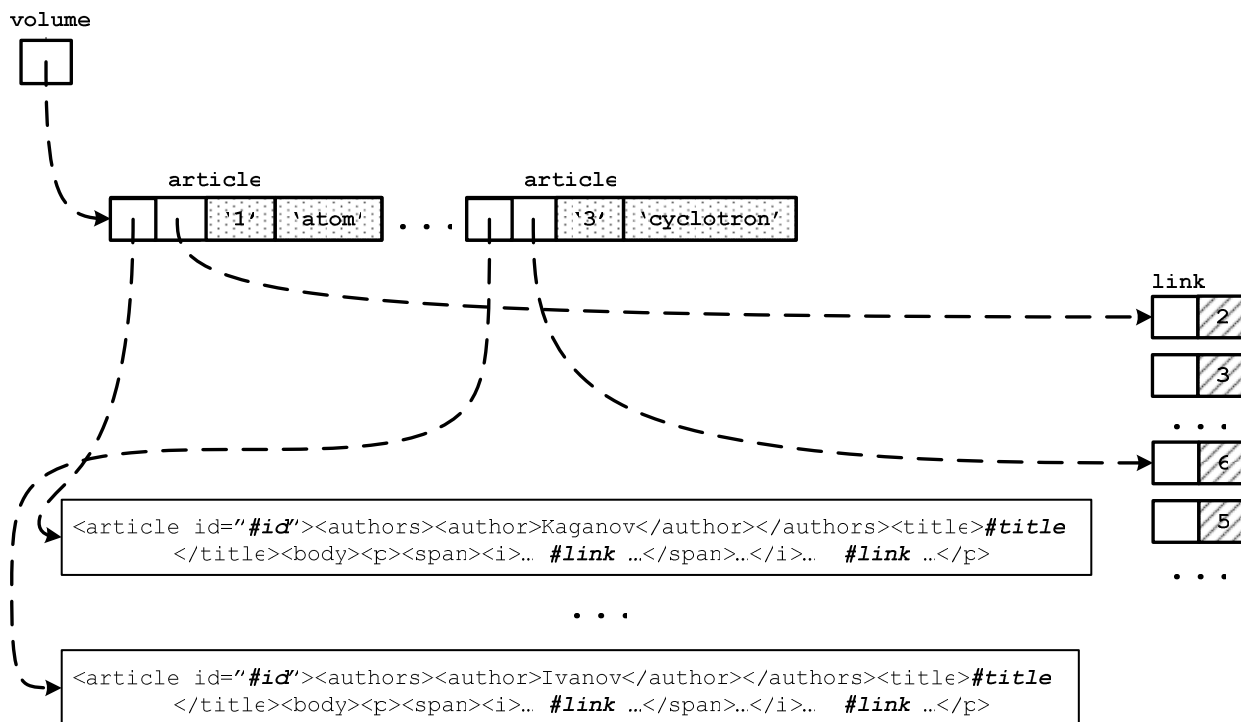 volume
article article
'1' 'atom' . . . '3' 'cyclotron'
link
2
3
. . .
6
5
. . .
<article id="#id"><authors><author>Kaganov</author></authors><title>#title
</title><body><p><span><i>… #link …</span>…</i>… #link …</p>
. . .
<article id="#id"><authors><author>Ivanov</author></authors><title>#title
</title><body><p><span><i>… #link …</span>…</i>… #link …</p>